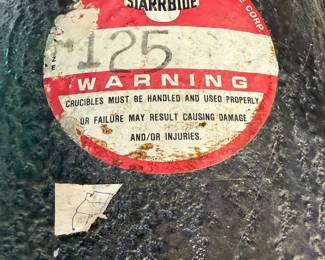 STARRBIDE
CORP.
125
WARNING
CRUCIBLES MUST BE HANDLED AND USED PROPERLY
OR FAILURE MAY RESULT CAUSING DAMAGE
AND/OR INJURIES.